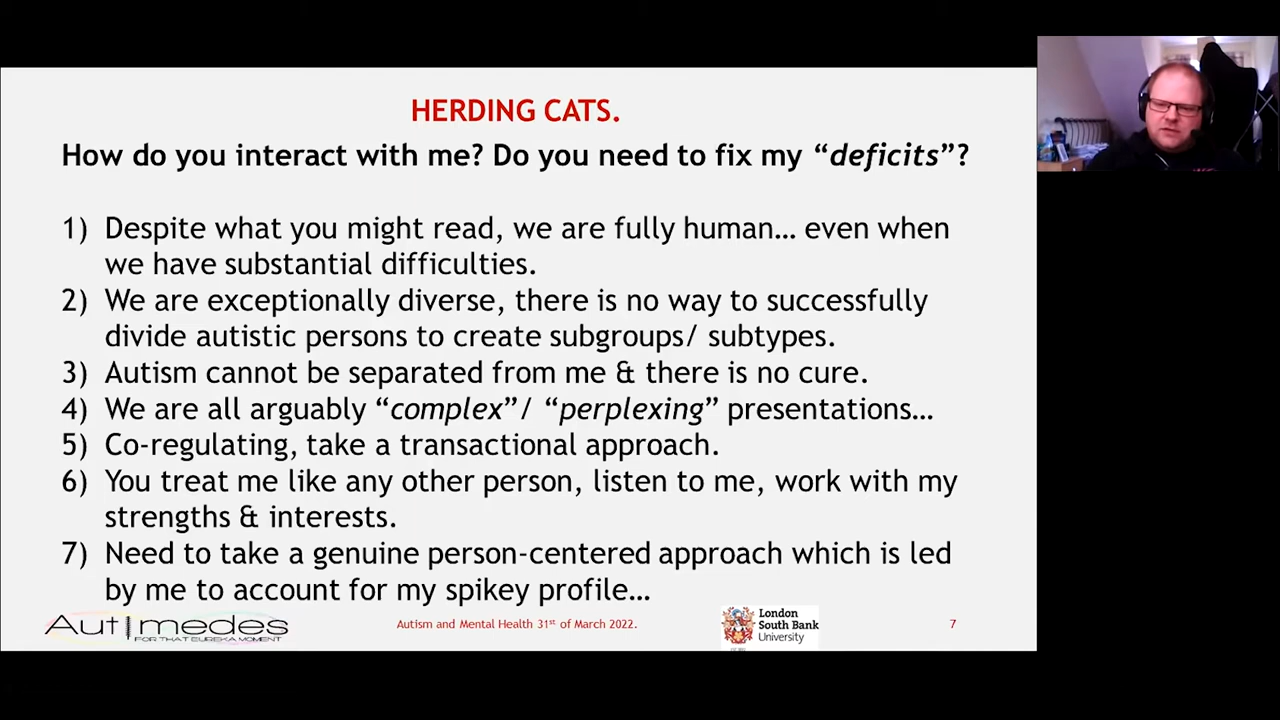 HERDING CATS.
How do you interact with me? Do you need to fix my “deficits”?
1) Despite what you might read, we are fully human… even when
we have substantial difficulties.
2) We are exceptionally diverse, there is no way to successfully
divide autistic persons to create subgroups/ subtypes.
3) Autism cannot be separated from me & there is no cure.
4) We are all arguably “complex”/ “perplexing” presentations…
5) Co-regulating, take a transactional approach.
6) You treat me like any other person, listen to me, work with my
strengths & interests.
7) Need to take a genuine person-centered approach which is led
by me to account for my spikey profile…
Aut|medes
FOR THAT EUREKA MOMENT
Autism and Mental Health 31st of March 2022.
London
South Bank
University
7